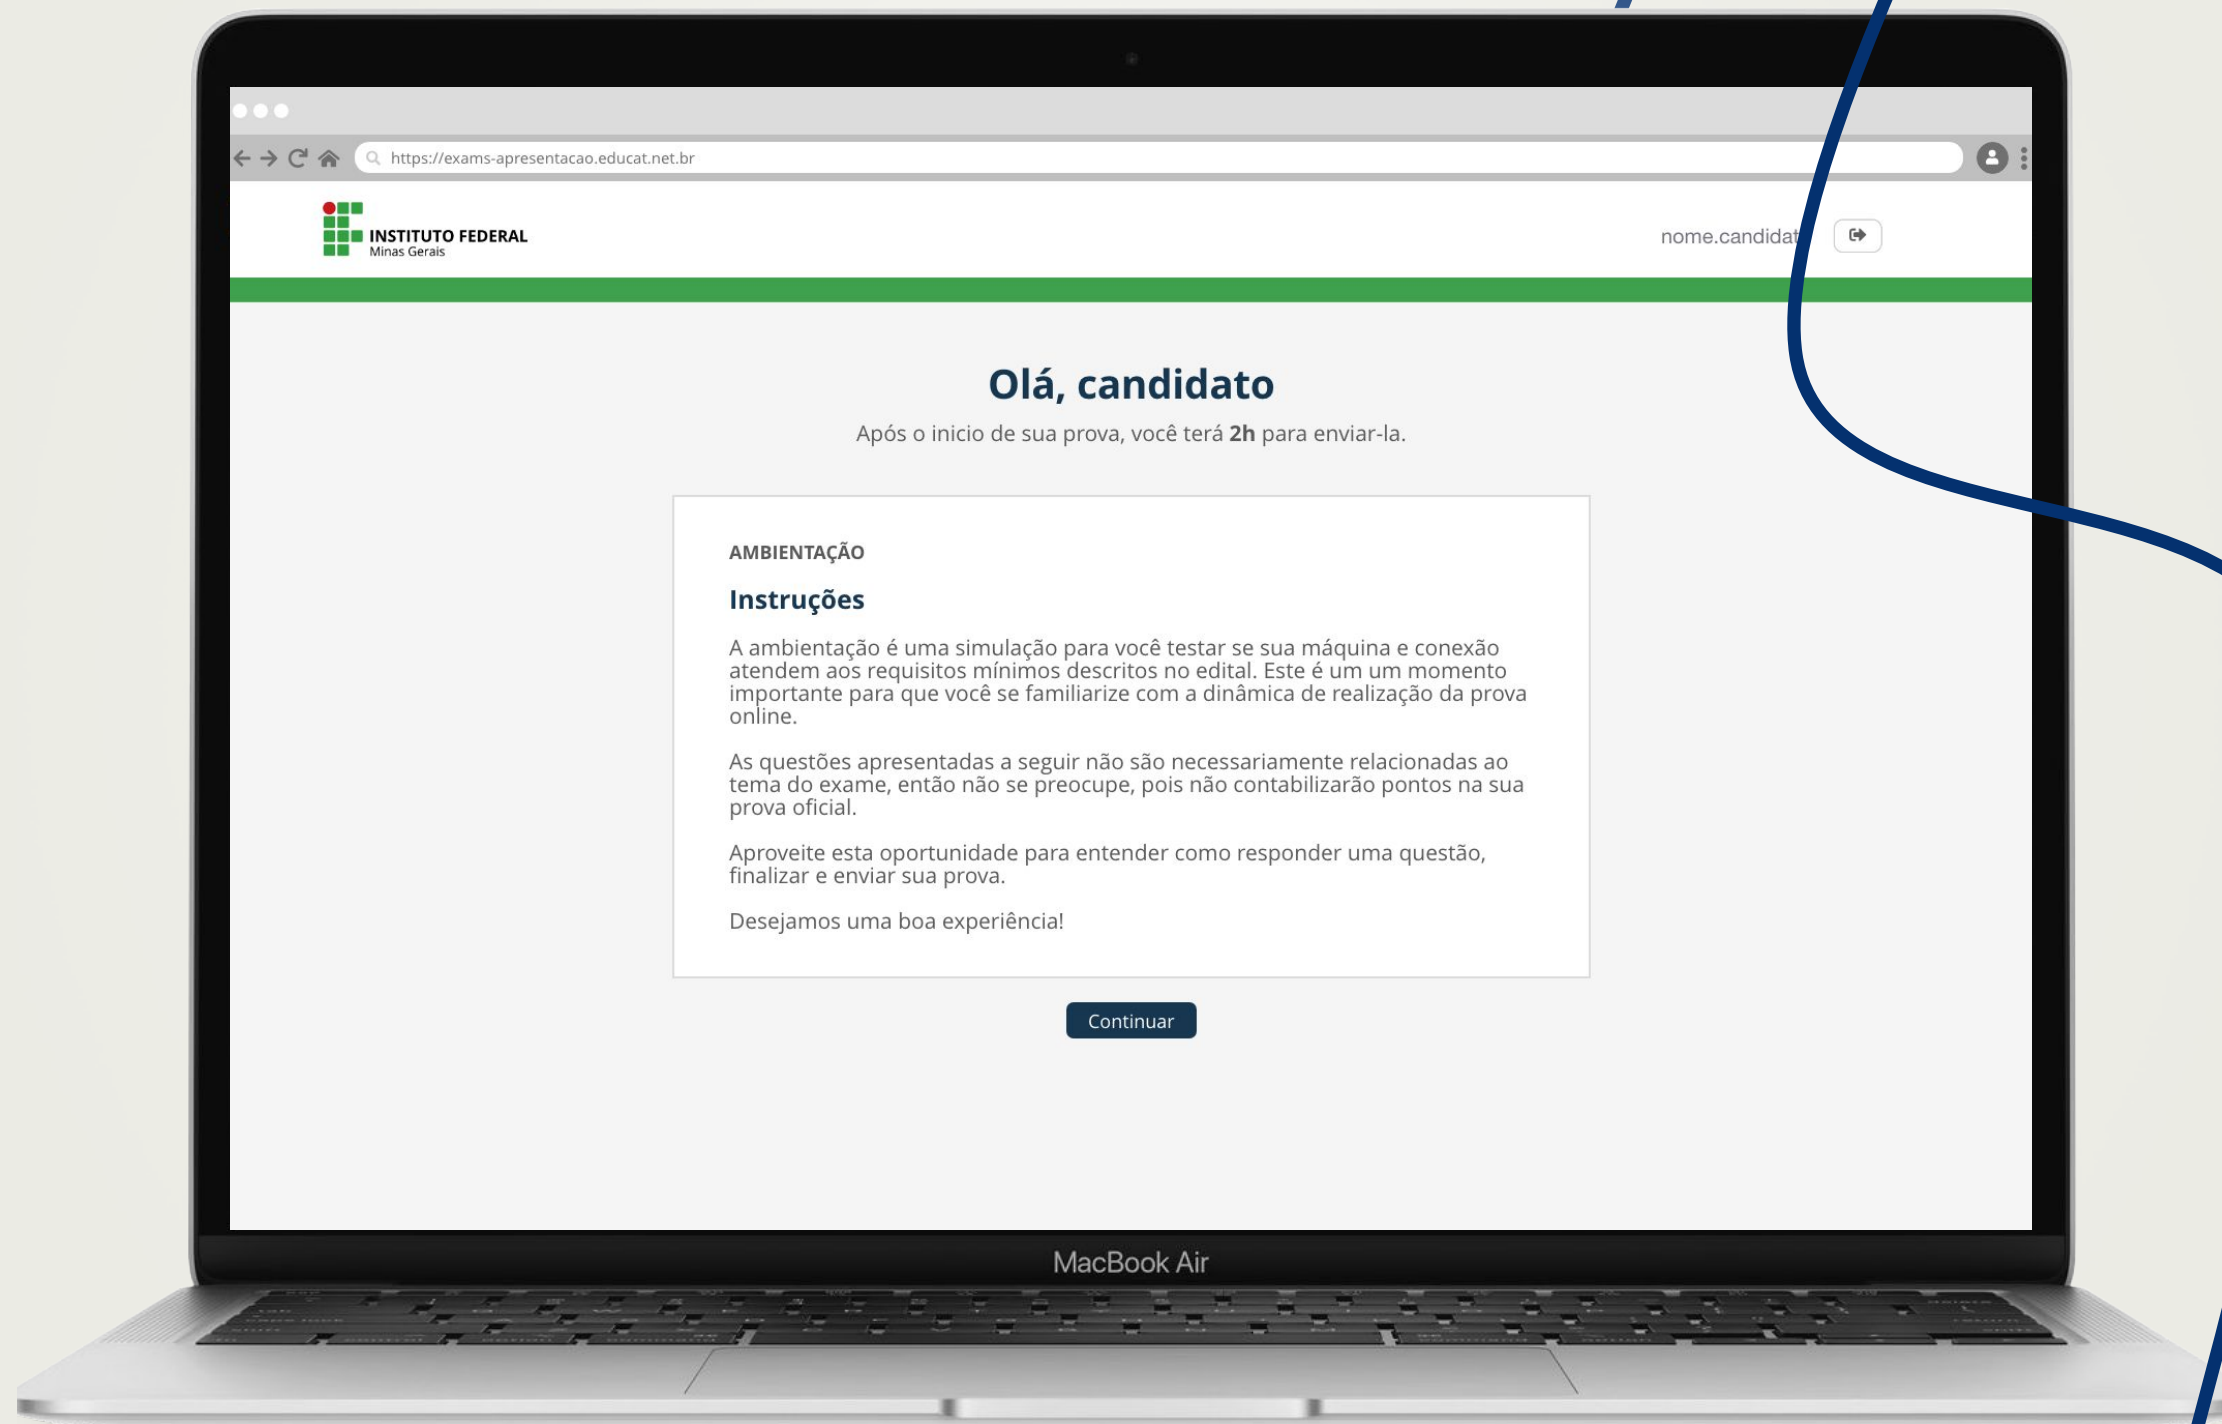 https://exams-apresentacao.educat.net.br
INSTITUTO FEDERAL
Minas Gerais
nome.candidat
Olá, candidato
Após o inicio de sua prova, você terá 2h para enviar-la.
AMBIENTAÇÃO
Instruções
A ambientação é uma simulação para você testar se sua máquina e conexão
atendem aos requisitos mínimos descritos no edital. Este é um um momento
importante para que você se familiarize com a dinâmica de realização da prova
online.
As questões apresentadas a seguir não são necessariamente relacionadas ao
tema do exame, então não se preocupe, pois não contabilizarão pontos na sua
prova oficial.
Aproveite esta oportunidade para entender como responder uma questão,
finalizar e enviar sua prova.
Desejamos uma boa experiência!
Continuar
MacBook Air